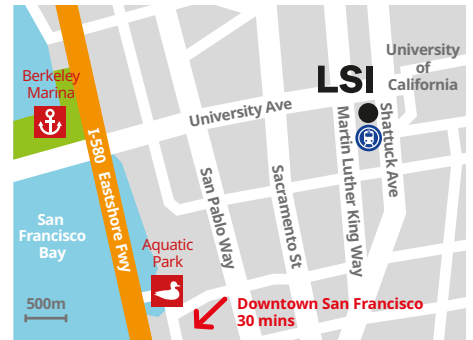 University
of
California
LSI
Berkeley
Marina
University Ave
I-580 Eastshore Fwy
San Pablo Way
Sacramento St
Martin Luther King Way
Shattuck Ave
San
Francisco
Bay
Aquatic
Park
500m
Downtown San Francisco
30 mins